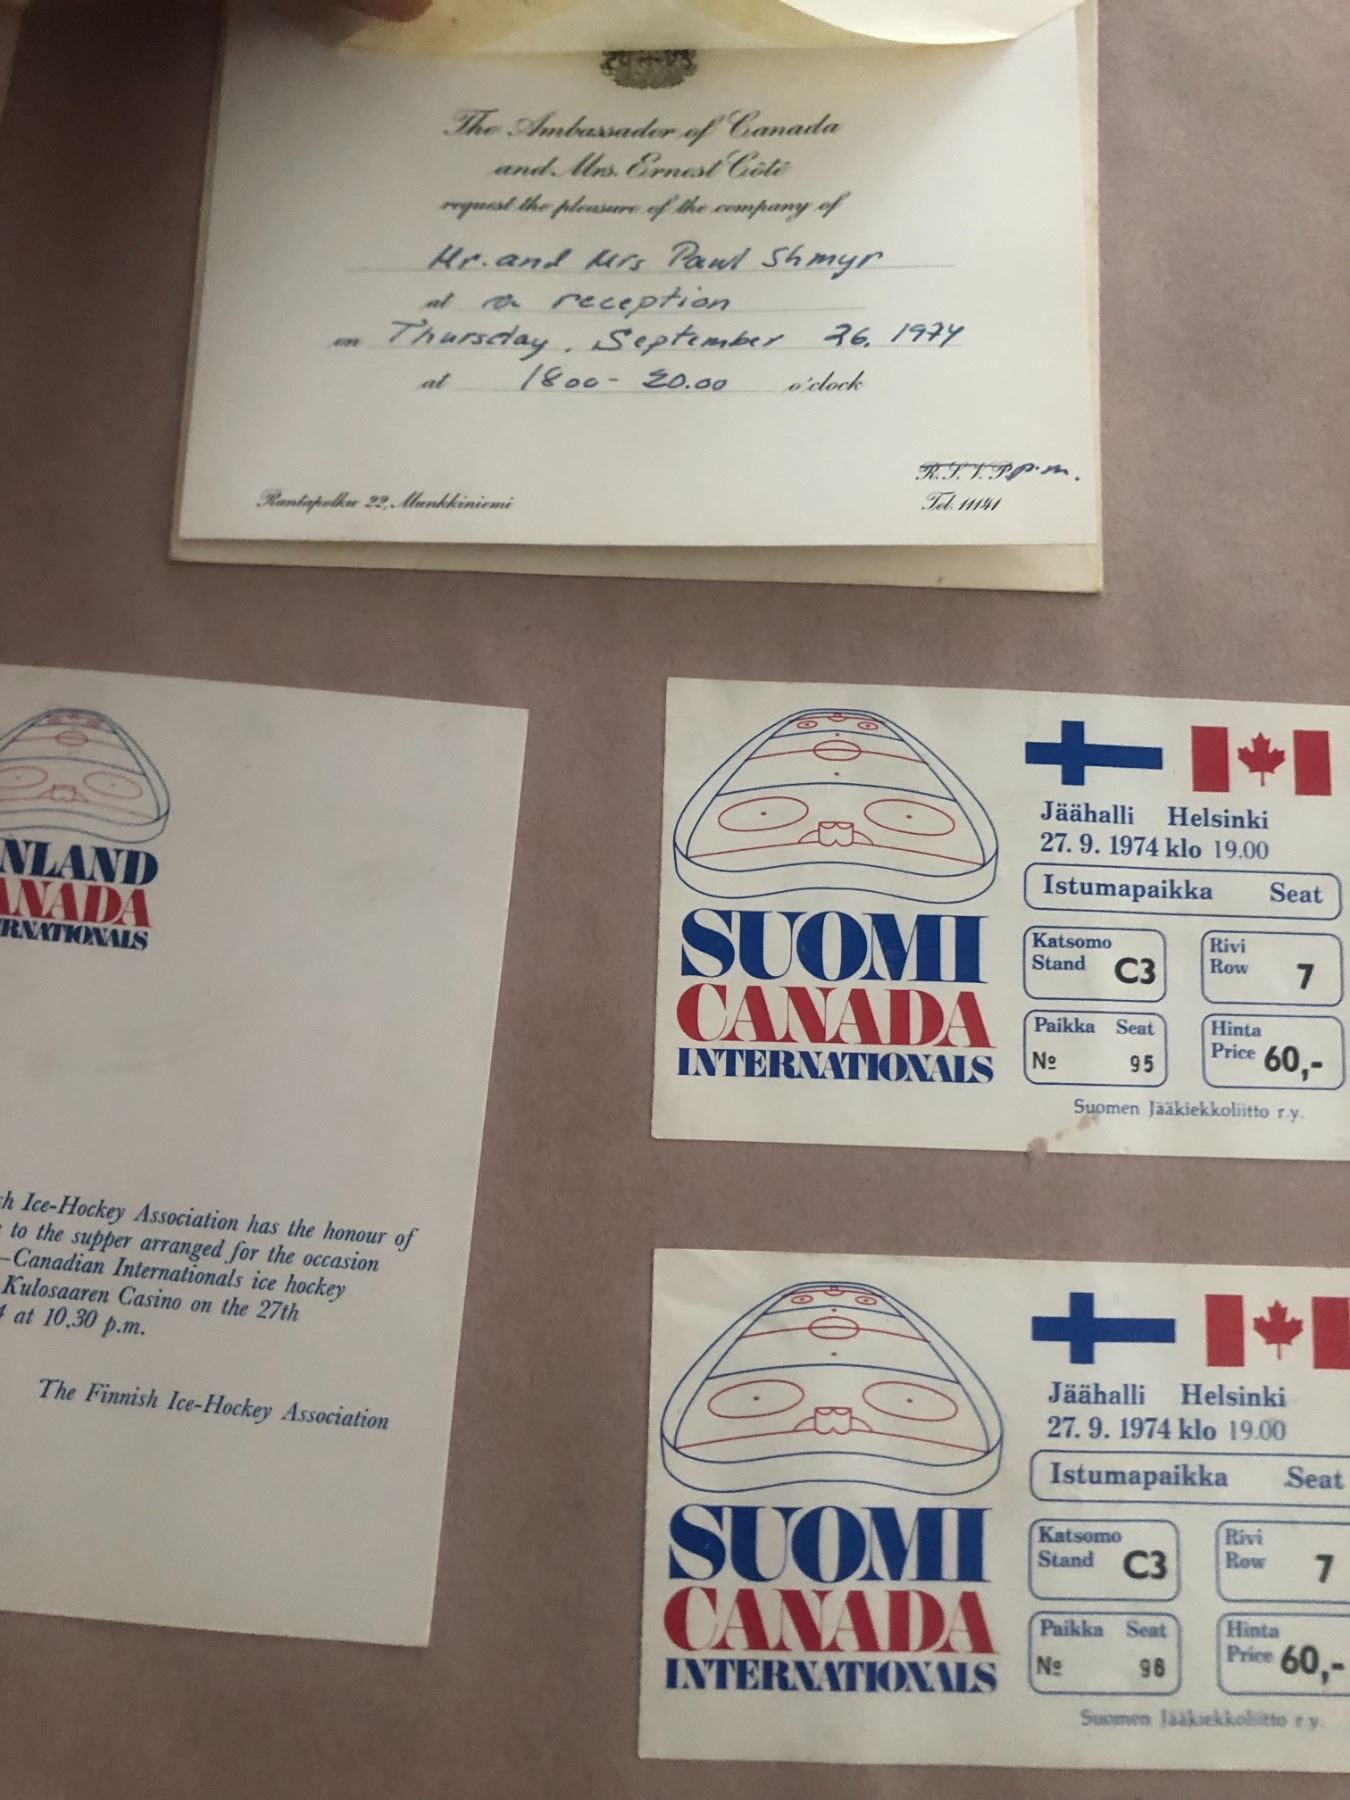 The Ambassador of Canada
and Mrs. Ernest Côté
request the pleasure of the company of
Mr. and Mrs Paul Shmyr
at a reception
on Thursday, September 26, 1974
at 1800-20.00 o'clock
R.S.V.P. p.m.
Rantapolku 22, Munkkiniemi
Tel. 11141
NLAND
ANADA
RNATIONALS
sh Ice-Hockey Association has the honour of
to the supper arranged for the occasion
–Canadian Internationals ice hockey
Kulosaaren Casino on the 27th
4 at 10.30 p.m.
The Finnish Ice-Hockey Association
SUOMI
CANADA
INTERNATIONALS
Jäähalli Helsinki
27. 9. 1974 klo 19.00
Istumapaikka Seat
Katsomo
Stand C3
Rivi
Row 7
Paikka Seat
№ 95
Hinta
Price 60,-
Suomen Jääkiekkoliitto r.y.
SUOMI
CANADA
INTERNATIONALS
Jäähalli Helsinki
27. 9. 1974 klo 19.00
Istumapaikka Seat
Katsomo
Stand C3
Rivi
Row 7
Paikka Seat
№ 96
Hinta
Price 60,-
Suomen Jääkiekkoliitto r.y.